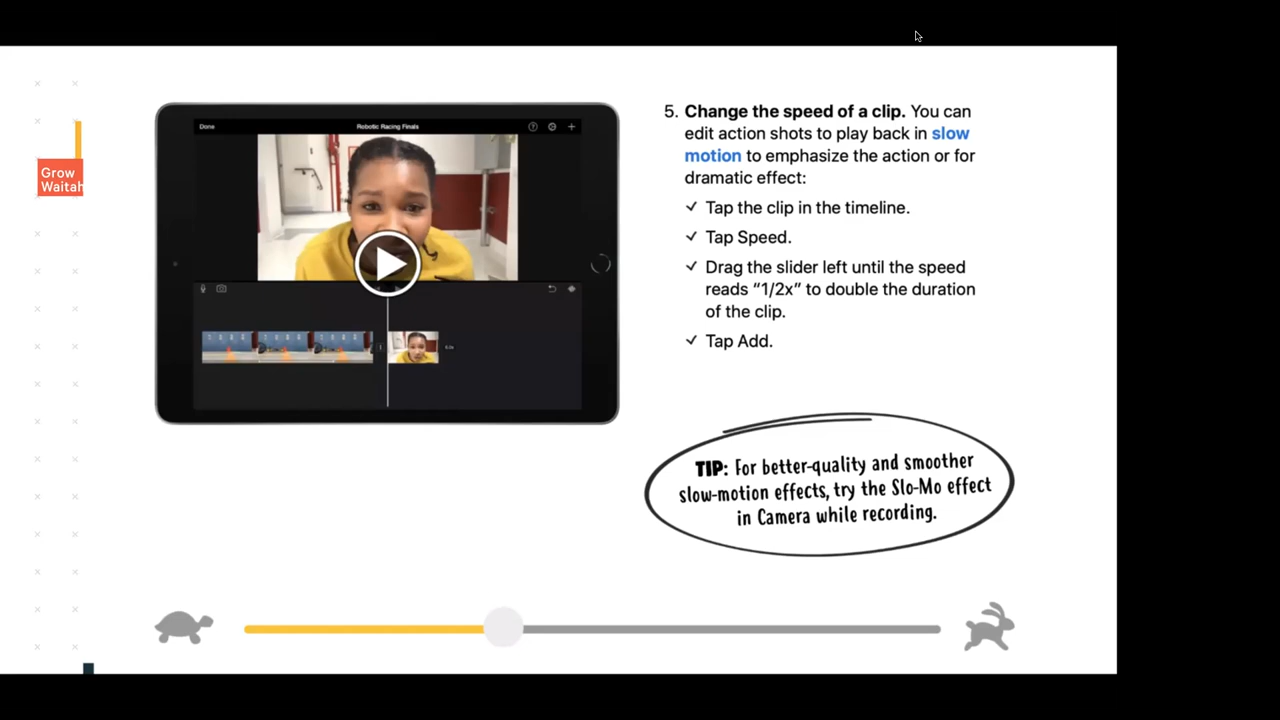 Grow
Waitah
Done
Robotic Racing Finals
5. Change the speed of a clip. You can
edit action shots to play back in slow
motion to emphasize the action or for
dramatic effect:
✓ Tap the clip in the timeline.
✓ Tap Speed.
✓ Drag the slider left until the speed
reads “1/2x” to double the duration
of the clip.
✓ Tap Add.
TIP: For better-quality and smoother
slow-motion effects, try the Slo-Mo effect
in Camera while recording.